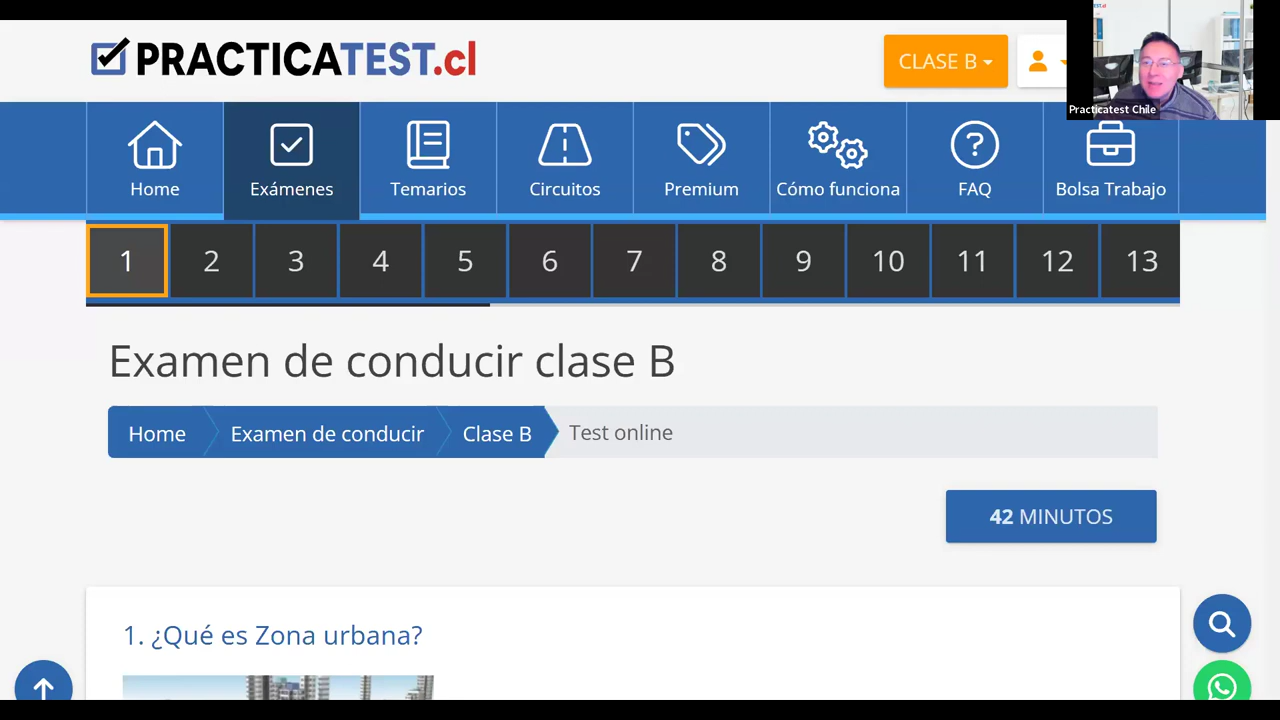 PRACTICATEST.cl
CLASE B
Practicatest Chile
Home
Exámenes
Temarios
Circuitos
Premium
Cómo funciona
FAQ
Bolsa Trabajo
1 2 3 4 5 6 7 8 9 10 11 12 13
Examen de conducir clase B
Home Examen de conducir Clase B Test online
42 MINUTOS
1. ¿Qué es Zona urbana?